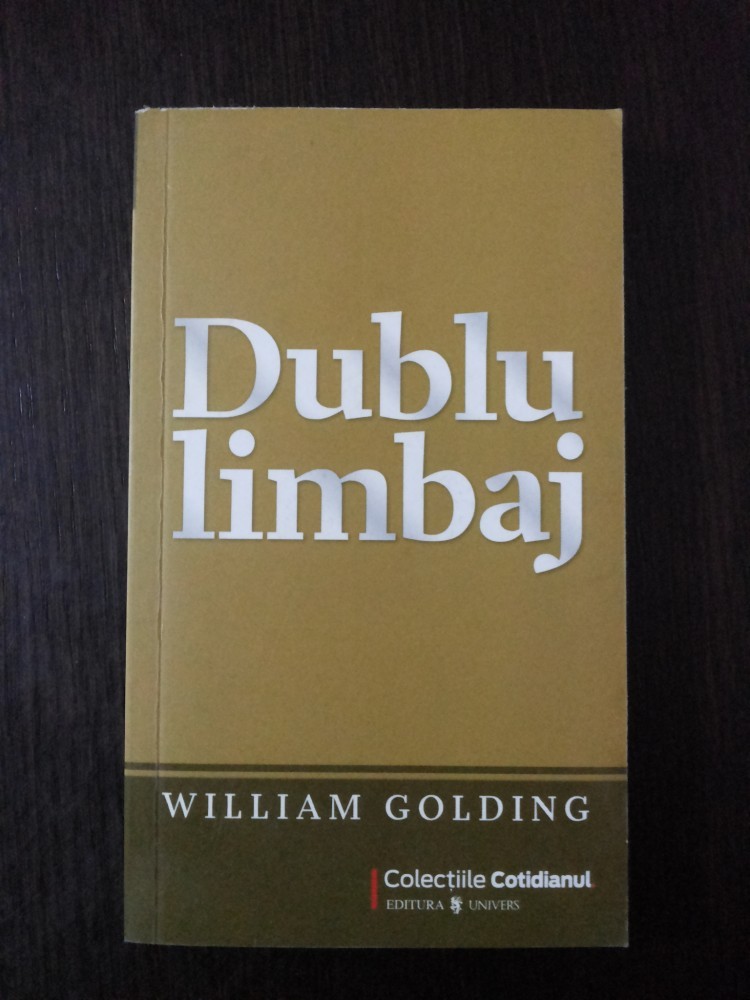 Dublu
limbaj
WILLIAM GOLDING
Colecțiile Cotidianul
EDITURA UNIVERS